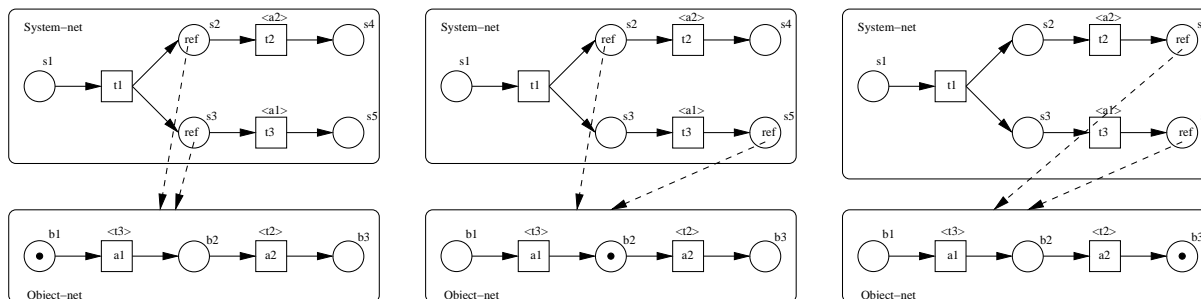 System-net
s1
t1
s2
ref
<a2>
t2
s4
s3
ref
<a1>
t3
s5
b1
<t3>
a1
b2
<t2>
a2
b3
Object-net
System-net
s1
t1
s2
ref
<a2>
t2
s4
s3
<a1>
t3
s5
ref
b1
<t3>
a1
b2
<t2>
a2
b3
Object-net
System-net
s1
t1
s2
<a2>
t2
ref
s3
<a1>
t3
ref
b1
<t3>
a1
b2
<t2>
a2
b3
Object-net